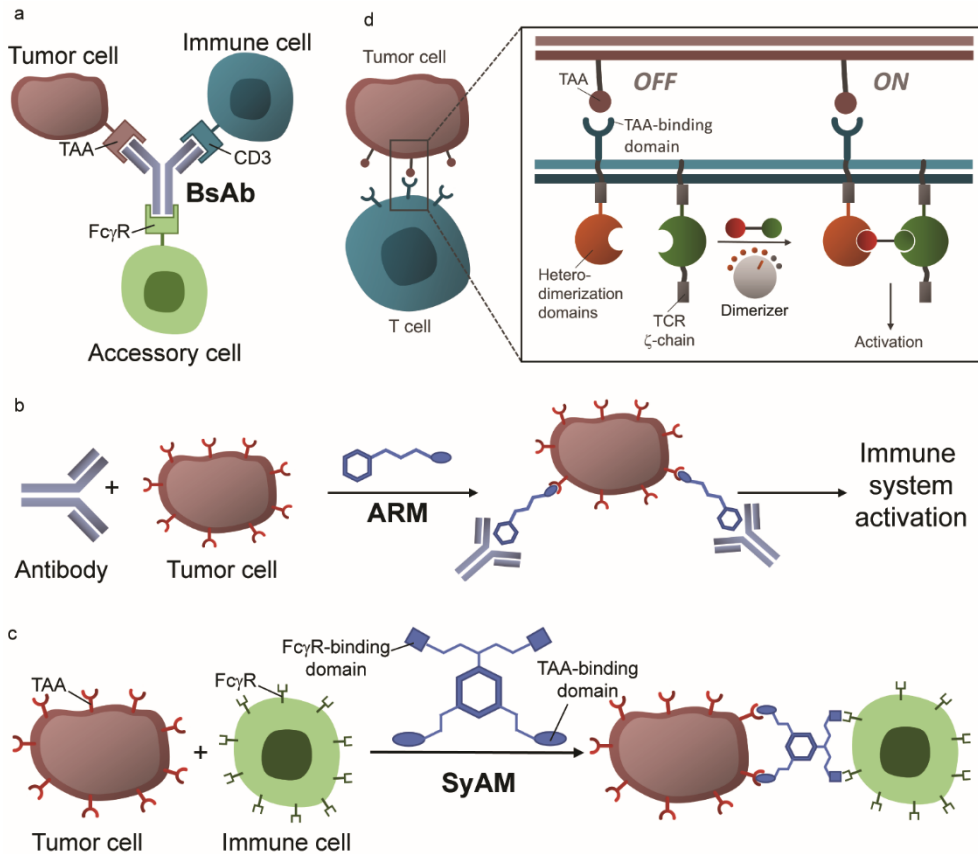 a
Tumor cell
Immune cell
TAA
CD3
BsAb
FcγR
Accessory cell
d
Tumor cell
T cell
TAA
OFF
ON
TAA-binding
domain
Hetero-
dimerization
domains
TCR
ζ-chain
Dimerizer
Activation
b
Antibody
+
Tumor cell
ARM
Immune
system
activation
c
TAA
FcγR
+
Tumor cell
Immune cell
FcγR-binding
domain
TAA-binding
domain
SyAM